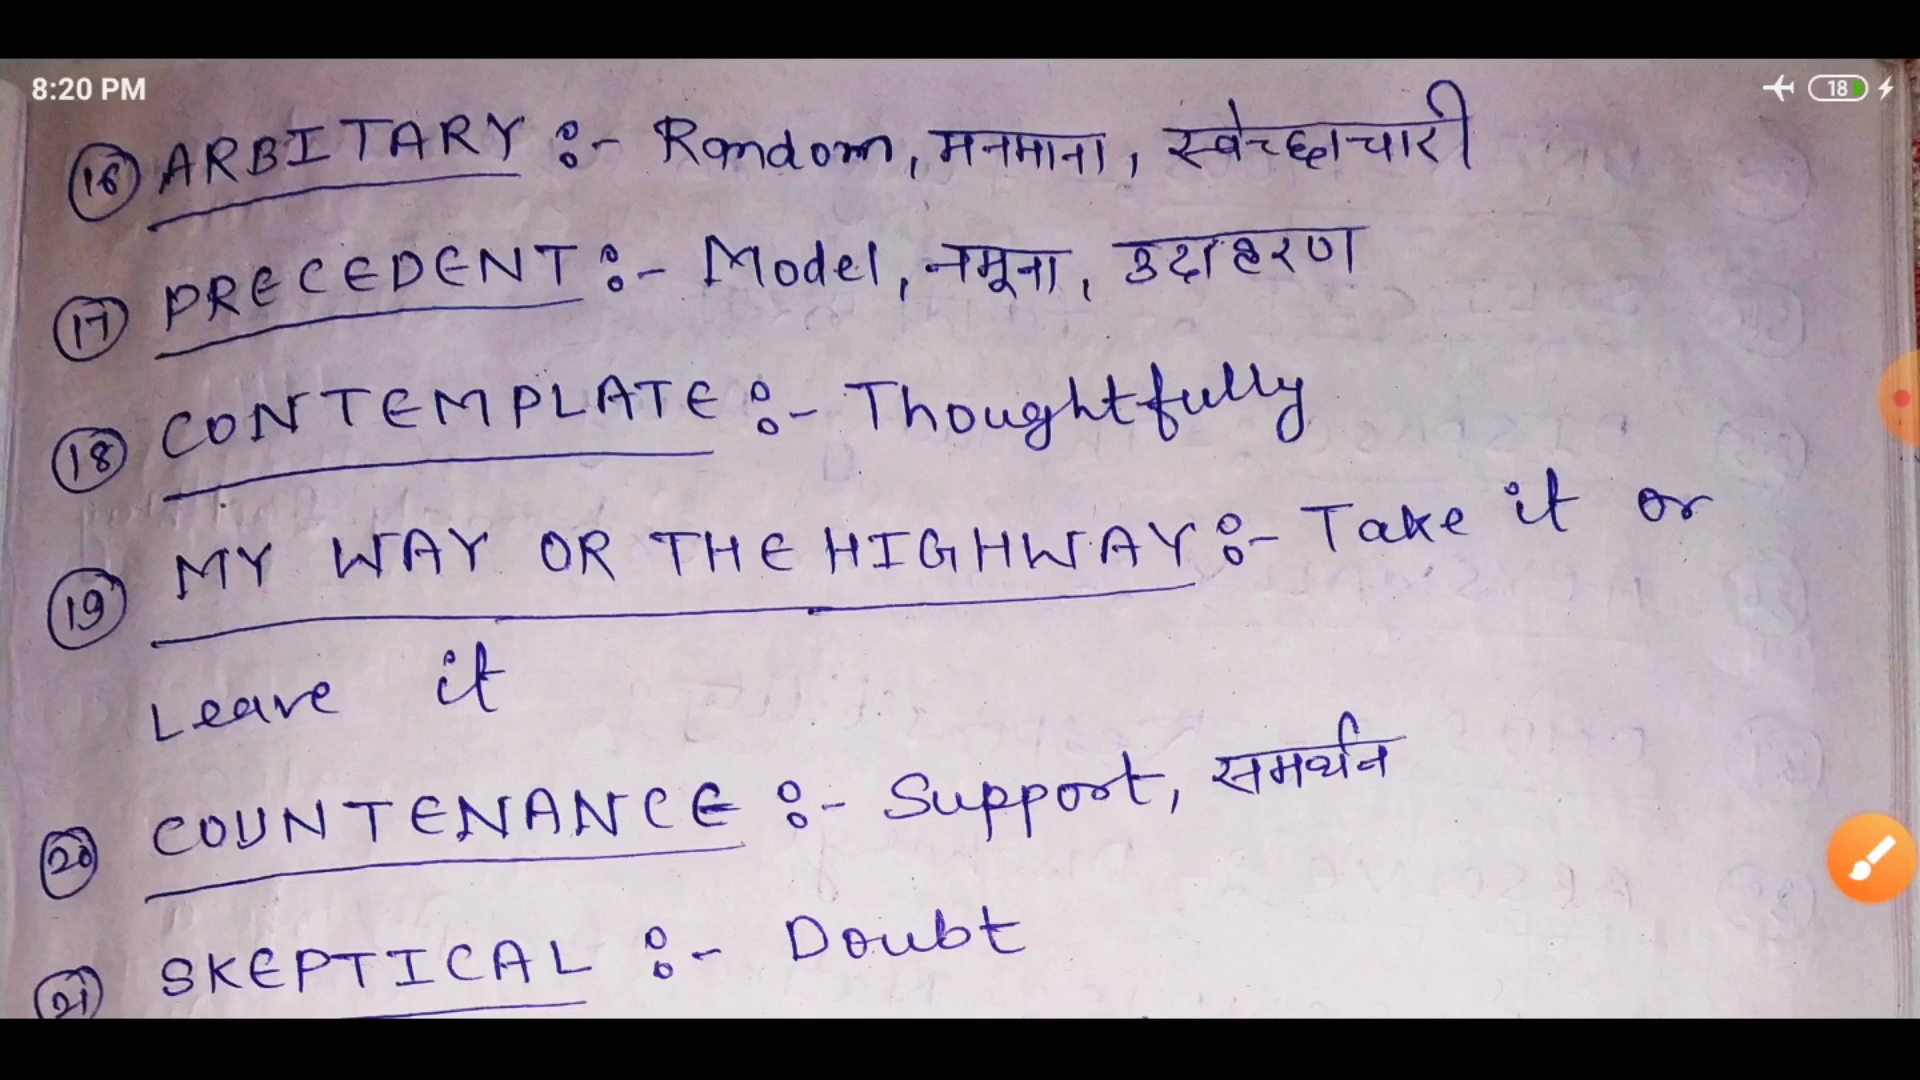 8:20 PM
18
16 ARBITARY :- Random, मनमाना, स्वेच्छाचारी
17 PRECEDENT :- Model, नमूना, उदाहरण
18 CONTEMPLATE :- Thoughtfully
19 MY WAY OR THE HIGHWAY :- Take it or
Leave it
20 COUNTENANCE :- Support, समर्थन
21 SKEPTICAL :- Doubt